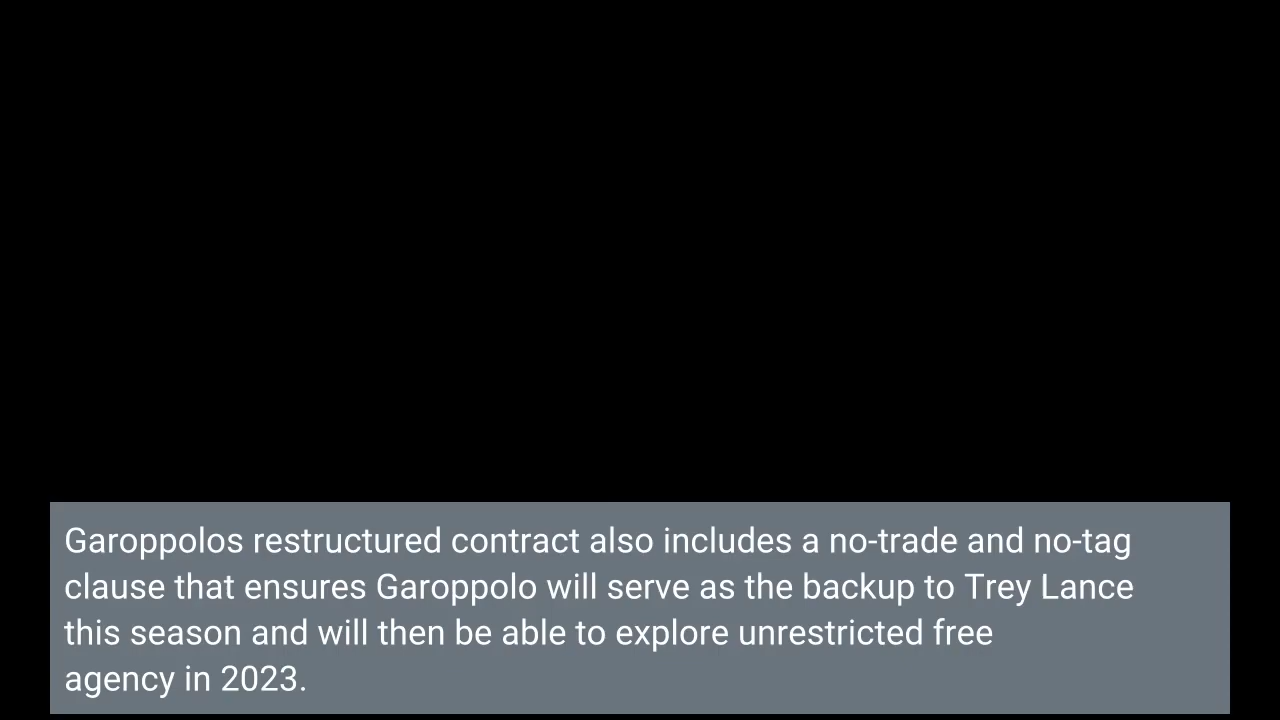 Garoppolos restructured contract also includes a no-trade and no-tag
clause that ensures Garoppolo will serve as the backup to Trey Lance
this season and will then be able to explore unrestricted free
agency in 2023.